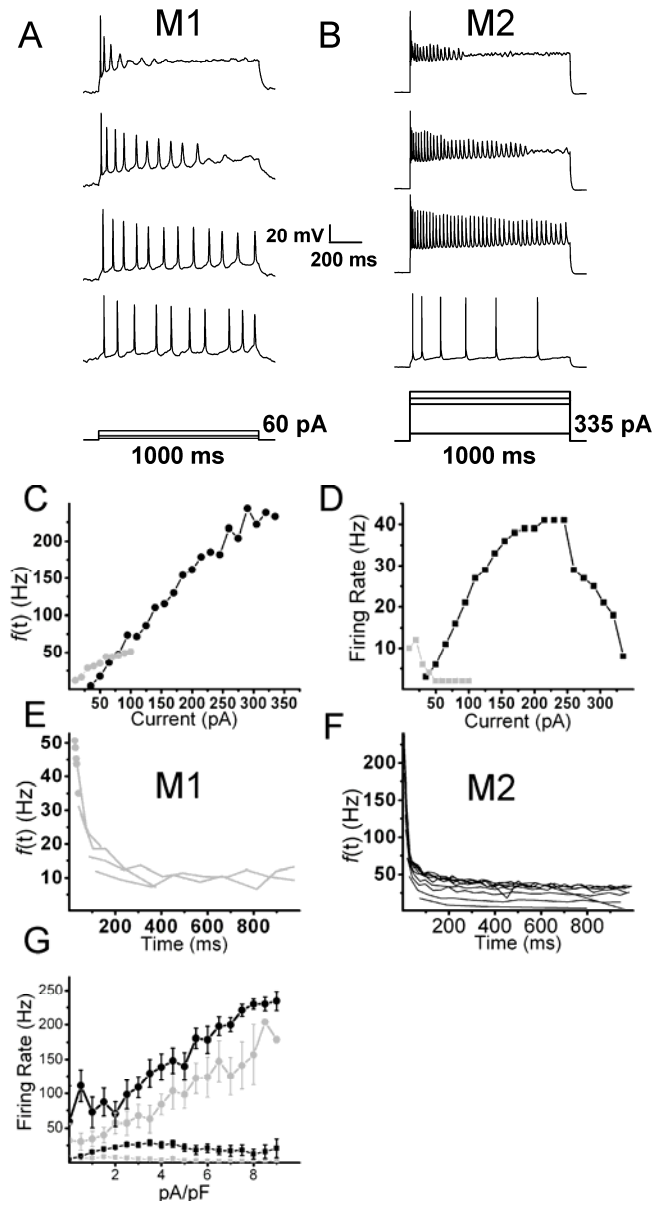 A M1 B M2
20 mV
200 ms
60 pA
335 pA
1000 ms
1000 ms
C D
f(t) (Hz)
200
150
100
50
50 100 150 200 250 300 350
Current (pA)
Firing Rate (Hz)
40
30
20
10
50 100 150 200 250 300
Current (pA)
E F
M1
f(t) (Hz)
50
40
30
20
10
200 400 600 800
Time (ms)
M2
f(t) (Hz)
200
150
100
50
200 400 600 800
Time (ms)
G
Firing Rate (Hz)
250
200
150
100
50
2 4 6 8
pA/pF